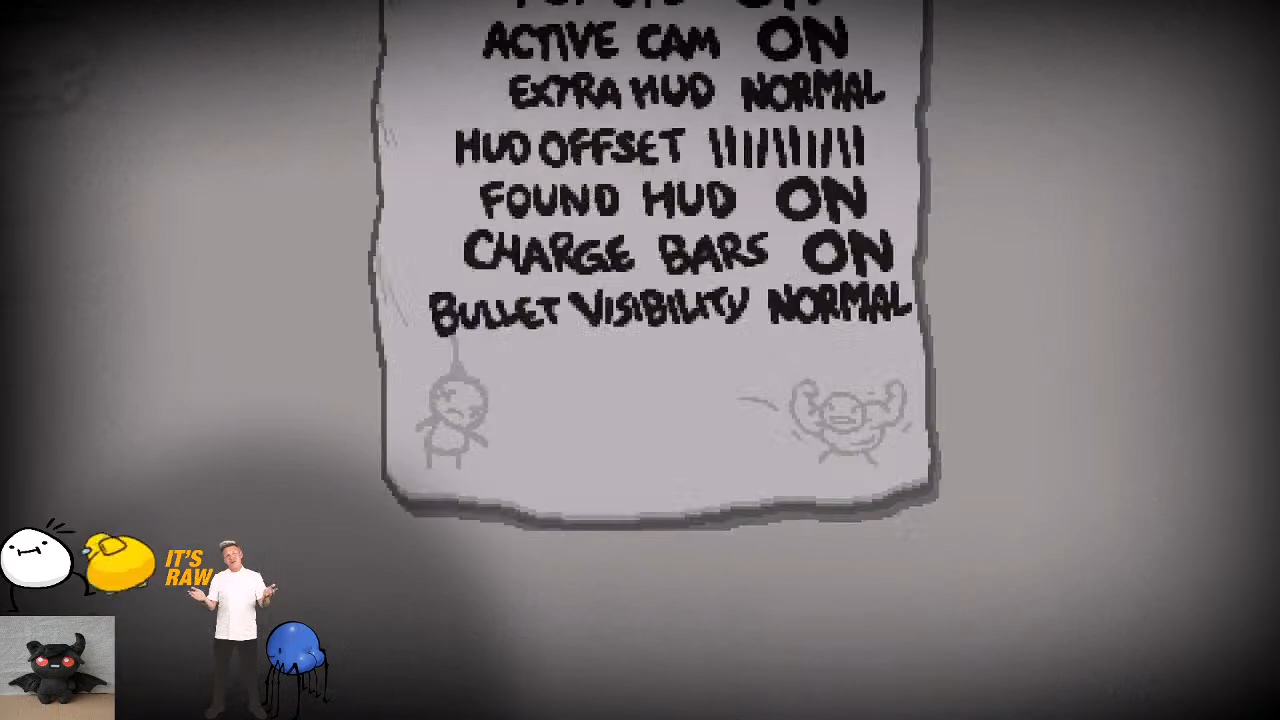 ACTIVE CAM ON
EXTRA HUD NORMAL
HUD OFFSET ||||||||||
FOUND HUD ON
CHARGE BARS ON
BULLET VISIBILITY NORMAL
IT'S
RAW